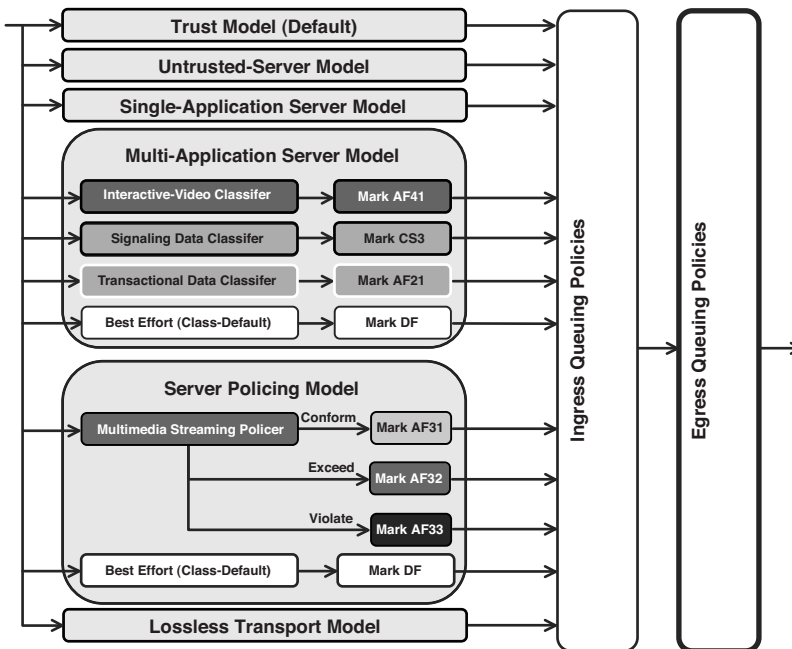 Trust Model (Default)
Untrusted-Server Model
Single-Application Server Model
Multi-Application Server Model
Interactive-Video Classifer
Mark AF41
Signaling Data Classifer
Mark CS3
Transactional Data Classifer
Mark AF21
Best Effort (Class-Default)
Mark DF
Server Policing Model
Multimedia Streaming Policer
Conform
Mark AF31
Exceed
Mark AF32
Violate
Mark AF33
Best Effort (Class-Default)
Mark DF
Lossless Transport Model
Ingress Queuing Policies
Egress Queuing Policies